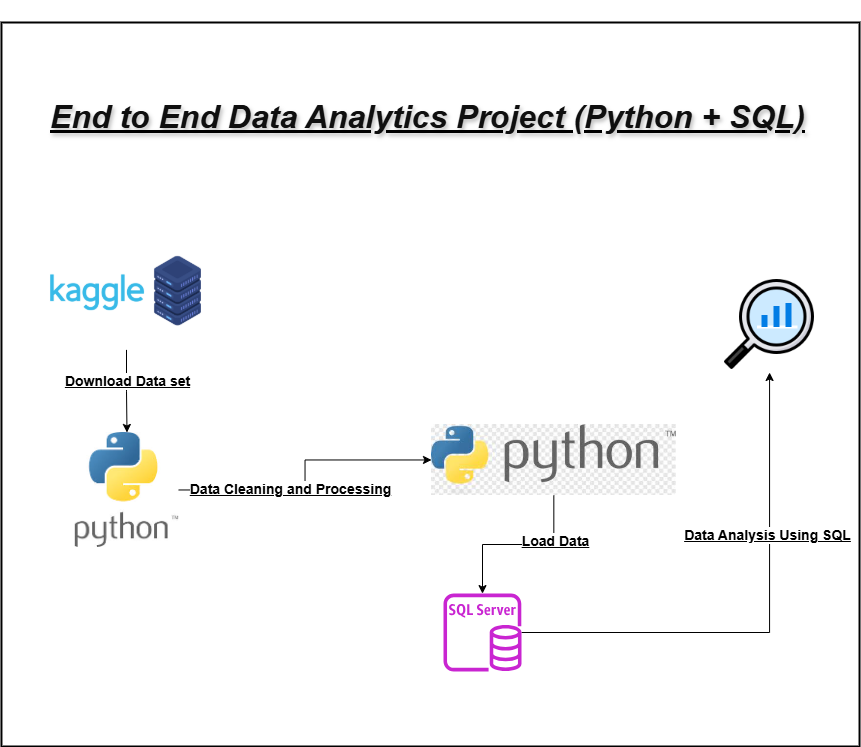 End to End Data Analytics Project (Python + SQL)
kaggle
Download Data set
python™
Data Cleaning and Processing
python™
Load Data
Data Analysis Using SQL
SQL Server